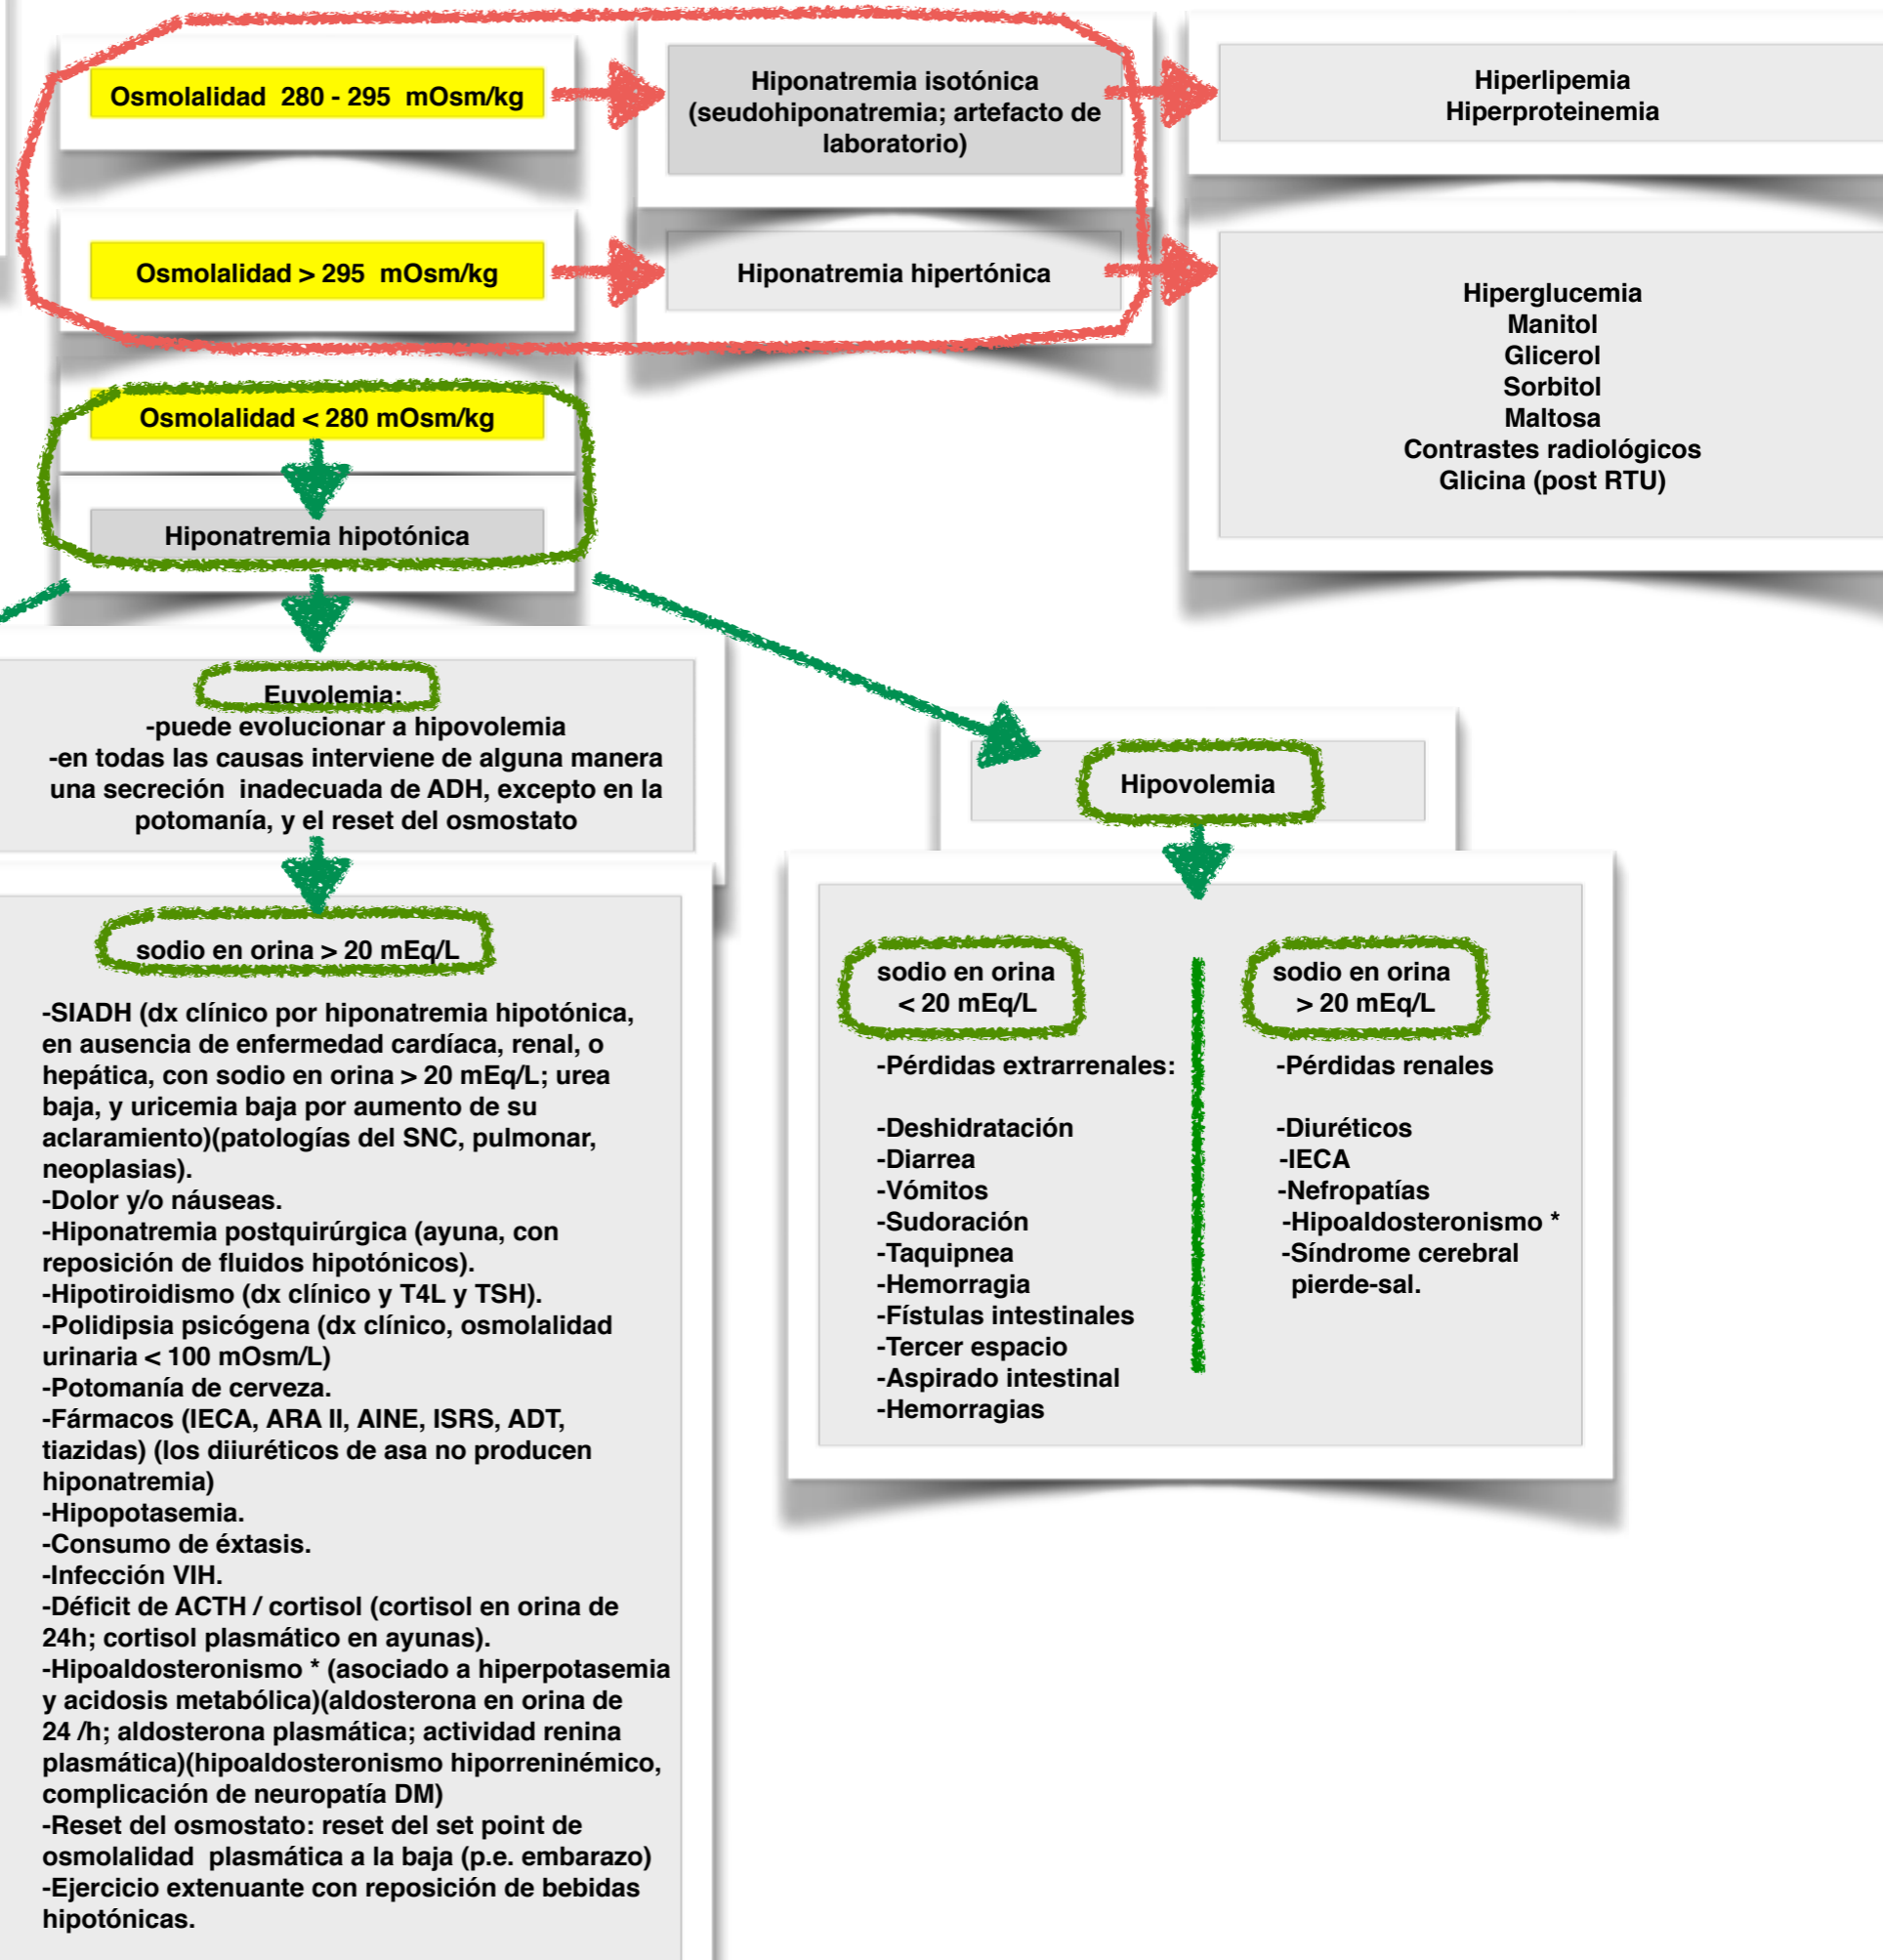 Osmolalidad 280 - 295 mOsm/kg
Hiponatremia isotónica
(seudohiponatremia; artefacto de
laboratorio)
Hiperlipemia
Hiperproteinemia
Osmolalidad > 295 mOsm/kg
Hiponatremia hipertónica
Hiperglucemia
Manitol
Glicerol
Sorbitol
Maltosa
Contrastes radiológicos
Glicina (post RTU)
Osmolalidad < 280 mOsm/kg
Hiponatremia hipotónica
Euvolemia:
-puede evolucionar a hipovolemia
-en todas las causas interviene de alguna manera
una secreción inadecuada de ADH, excepto en la
potomanía, y el reset del osmostato
sodio en orina > 20 mEq/L
-SIADH (dx clínico por hiponatremia hipotónica,
en ausencia de enfermedad cardíaca, renal, o
hepática, con sodio en orina > 20 mEq/L; urea
baja, y uricemia baja por aumento de su
aclaramiento)(patologías del SNC, pulmonar,
neoplasias).
-Dolor y/o náuseas.
-Hiponatremia postquirúrgica (ayuna, con
reposición de fluidos hipotónicos).
-Hipotiroidismo (dx clínico y T4L y TSH).
-Polidipsia psicógena (dx clínico, osmolalidad
urinaria < 100 mOsm/L)
-Potomanía de cerveza.
-Fármacos (IECA, ARA II, AINE, ISRS, ADT,
tiazidas) (los diiuréticos de asa no producen
hiponatremia)
-Hipopotasemia.
-Consumo de éxtasis.
-Infección VIH.
-Déficit de ACTH / cortisol (cortisol en orina de
24h; cortisol plasmático en ayunas).
-Hipoaldosteronismo * (asociado a hiperpotasemia
y acidosis metabólica)(aldosterona en orina de
24 /h; aldosterona plasmática; actividad renina
plasmática)(hipoaldosteronismo hiporreninémico,
complicación de neuropatía DM)
-Reset del osmostato: reset del set point de
osmolalidad plasmática a la baja (p.e. embarazo)
-Ejercicio extenuante con reposición de bebidas
hipotónicas.
Hipovolemia
sodio en orina
< 20 mEq/L
-Pérdidas extrarrenales:
-Deshidratación
-Diarrea
-Vómitos
-Sudoración
-Taquipnea
-Hemorragia
-Fístulas intestinales
-Tercer espacio
-Aspirado intestinal
-Hemorragias
sodio en orina
> 20 mEq/L
-Pérdidas renales
-Diuréticos
-IECA
-Nefropatías
-Hipoaldosteronismo *
-Síndrome cerebral
pierde-sal.